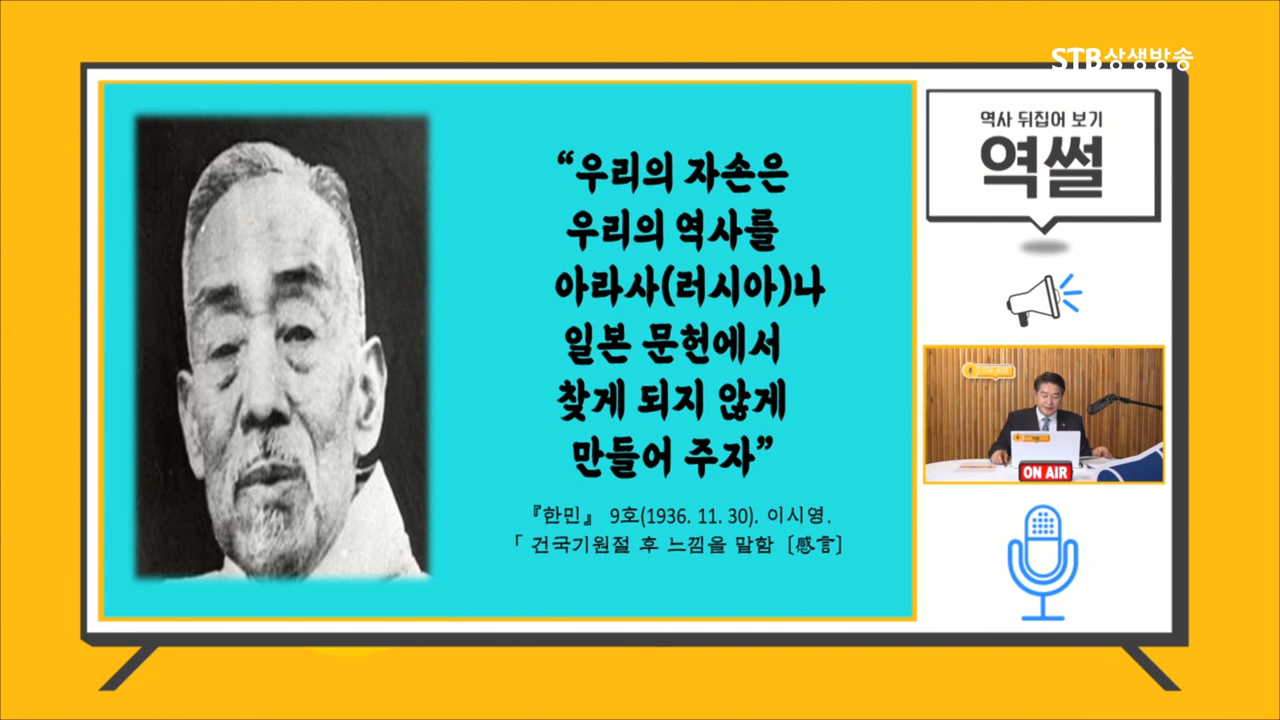 STB상생방송
“우리의 자손은
우리의 역사를
아라사(러시아)나
일본 문헌에서
찾게 되지 않게
만들어 주자”
『한민』 9호(1936. 11. 30). 이시영.
「 건국기원절 후 느낌을 말함 [感言]
역사 뒤집어 보기
역썰
ON AIR